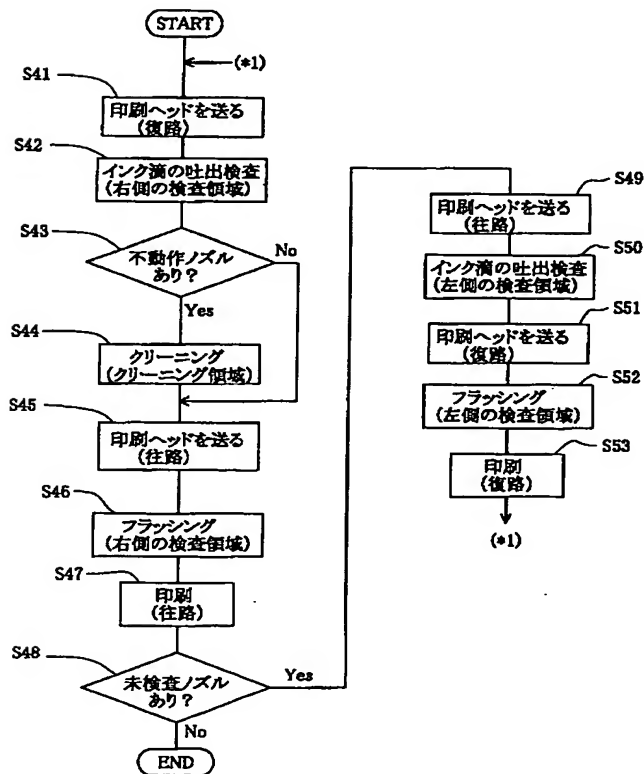 START
(*1)
S41
印刷ヘッドを送る
(復路)
S42
インク滴の吐出検査
(右側の検査領域)
S43
不動作ノズル
あり?
No
Yes
S44
クリーニング
(クリーニング領域)
S45
印刷ヘッドを送る
(往路)
S46
フラッシング
(右側の検査領域)
S47
印刷
(往路)
S48
未検査ノズル
あり?
Yes
No
END
S49
印刷ヘッドを送る
(往路)
S50
インク滴の吐出検査
(左側の検査領域)
S51
印刷ヘッドを送る
(復路)
S52
フラッシング
(左側の検査領域)
S53
印刷
(復路)
(*1)